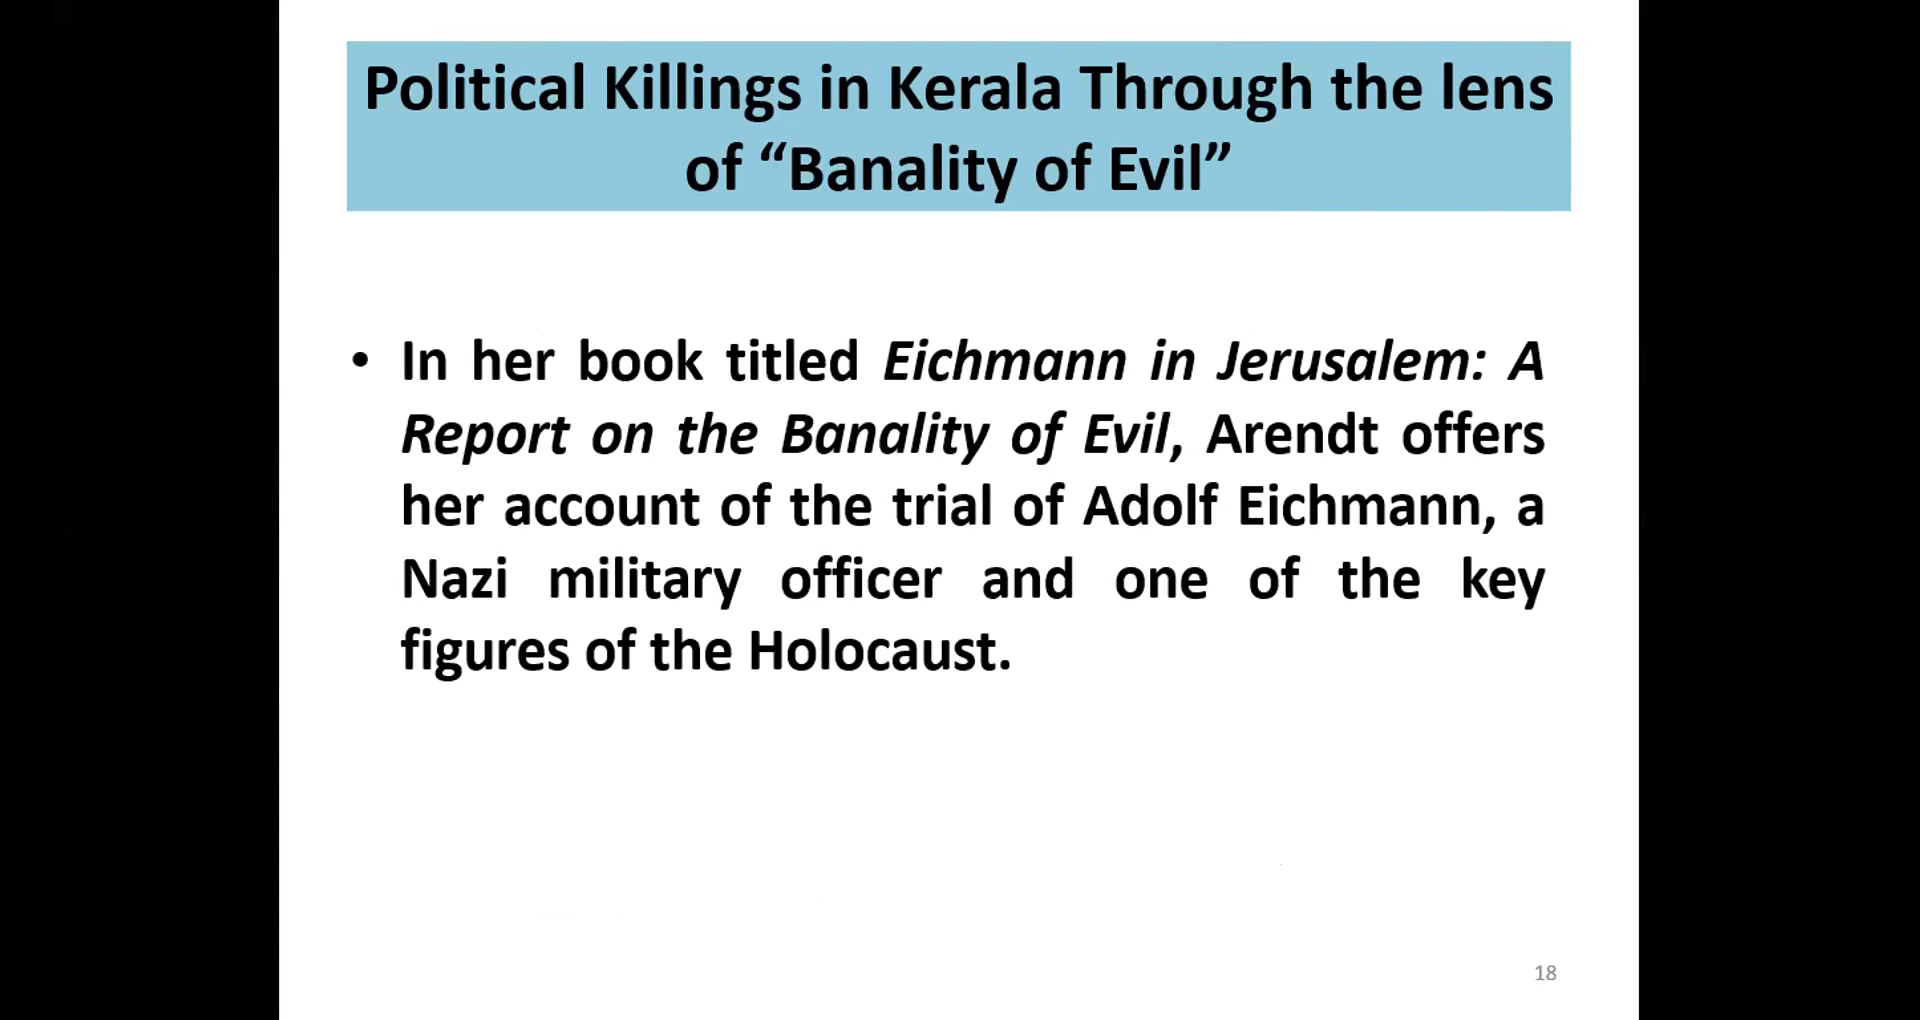 Political Killings in Kerala Through the lens
of “Banality of Evil”
• In her book titled Eichmann in Jerusalem: A
Report on the Banality of Evil, Arendt offers
her account of the trial of Adolf Eichmann, a
Nazi military officer and one of the key
figures of the Holocaust.
18